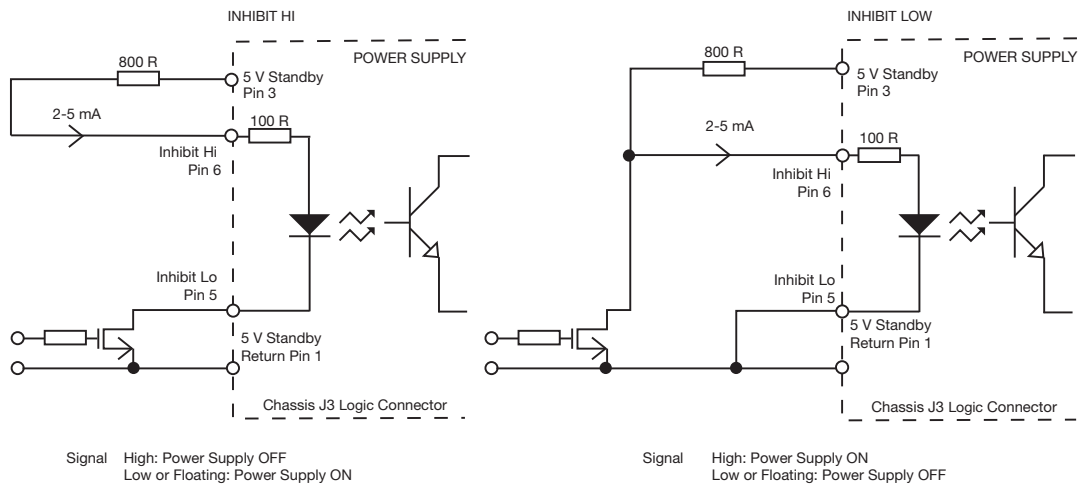 INHIBIT HI
POWER SUPPLY
800 R
5 V Standby
Pin 3
2-5 mA
100 R
Inhibit Hi
Pin 6
Inhibit Lo
Pin 5
5 V Standby
Return Pin 1
Chassis J3 Logic Connector
Signal High: Power Supply OFF
Low or Floating: Power Supply ON
INHIBIT LOW
POWER SUPPLY
800 R
5 V Standby
Pin 3
2-5 mA
100 R
Inhibit Hi
Pin 6
Inhibit Lo
Pin 5
5 V Standby
Return Pin 1
Chassis J3 Logic Connector
Signal High: Power Supply ON
Low or Floating: Power Supply OFF